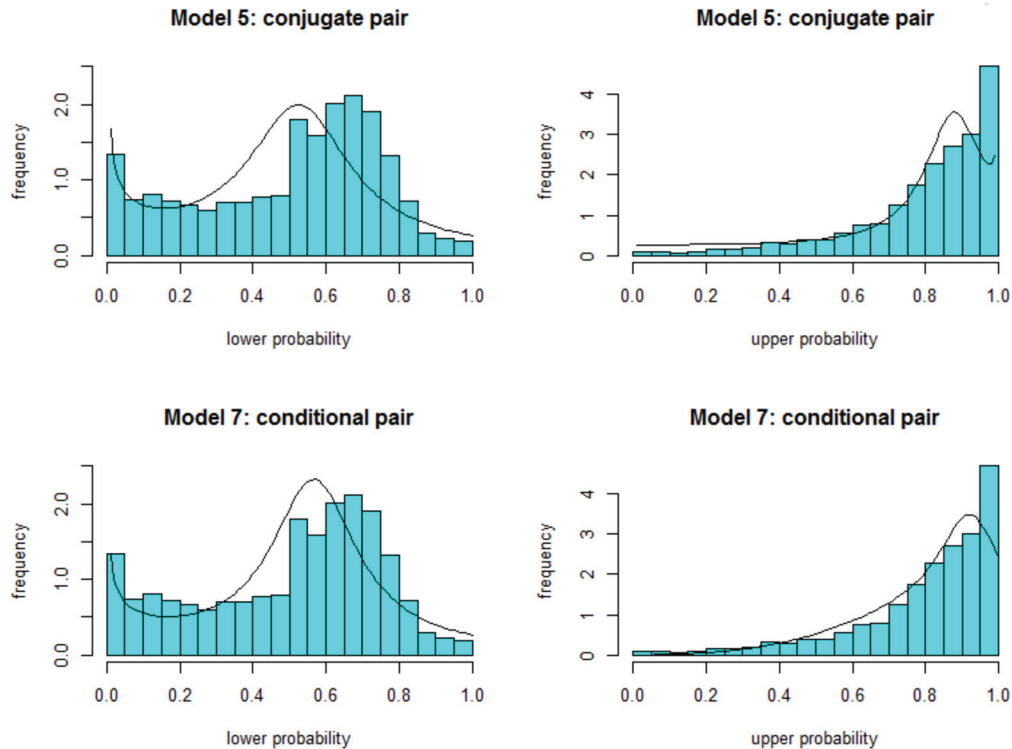 Model 5: conjugate pair
frequency
0.0 1.0 2.0
0.0 0.2 0.4 0.6 0.8 1.0
lower probability
Model 5: conjugate pair
frequency
0 1 2 3 4
0.0 0.2 0.4 0.6 0.8 1.0
upper probability
Model 7: conditional pair
frequency
0.0 1.0 2.0
0.0 0.2 0.4 0.6 0.8 1.0
lower probability
Model 7: conditional pair
frequency
0 1 2 3 4
0.0 0.2 0.4 0.6 0.8 1.0
upper probability